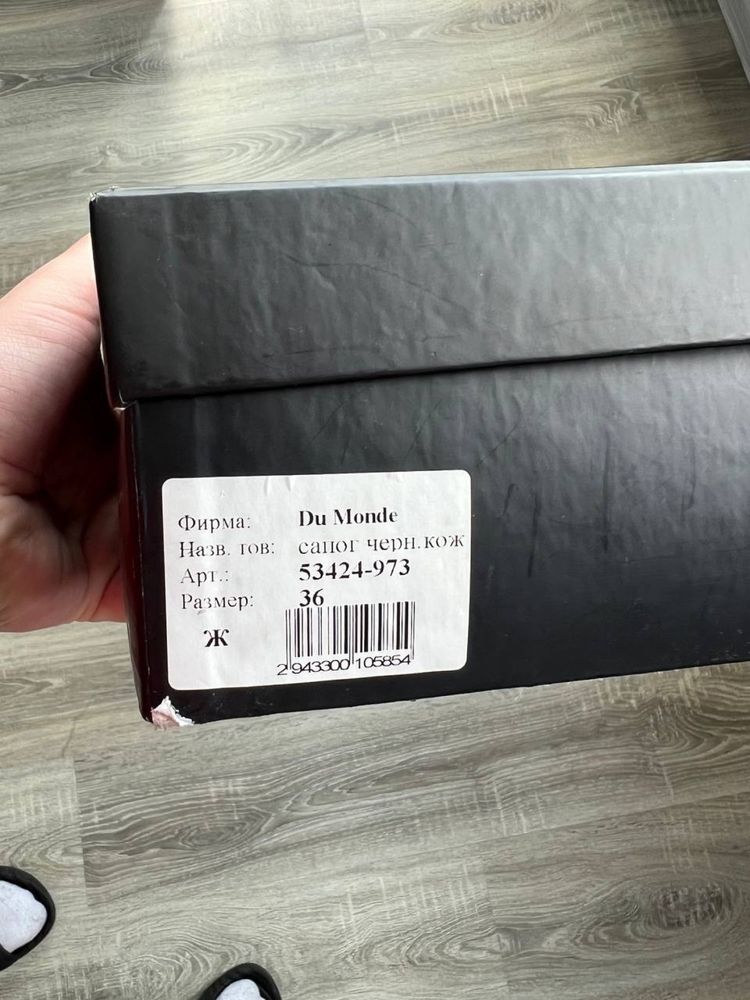 Фирма: Du Monde
Назв. тов: сапог черн.кож
Арт.: 53424-973
Размер: 36
Ж
2 943300 105854